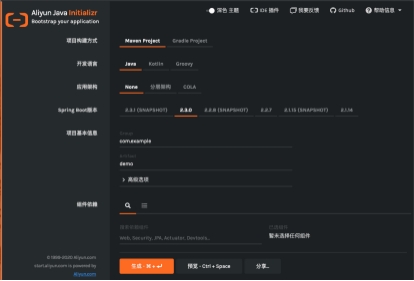 Aliyun Java Initializr
Bootstrap your application
深色 主题
IDE 插件
我要反馈
Github
帮助信息
项目构建方式
Maven Project
Gradle Project
开发语言
Java
Kotlin
Groovy
应用架构
None
分层架构
COLA
Spring Boot版本
2.3.1 (SNAPSHOT)
2.3.0
2.2.8 (SNAPSHOT)
2.2.7
2.1.15 (SNAPSHOT)
2.1.14
项目基本信息
Group
com.example
Artifact
demo
高级选项
组件依赖
搜索依赖组件
已选组件
Web, Security, JPA, Actuator, Devtools...
暂未选择任何组件
© 1999-2020 Aliyun.com
start.aliyun.com is powered by
Aliyun.com
生成 - ⌘ + ↵
预览 - Ctrl + Space
分享...